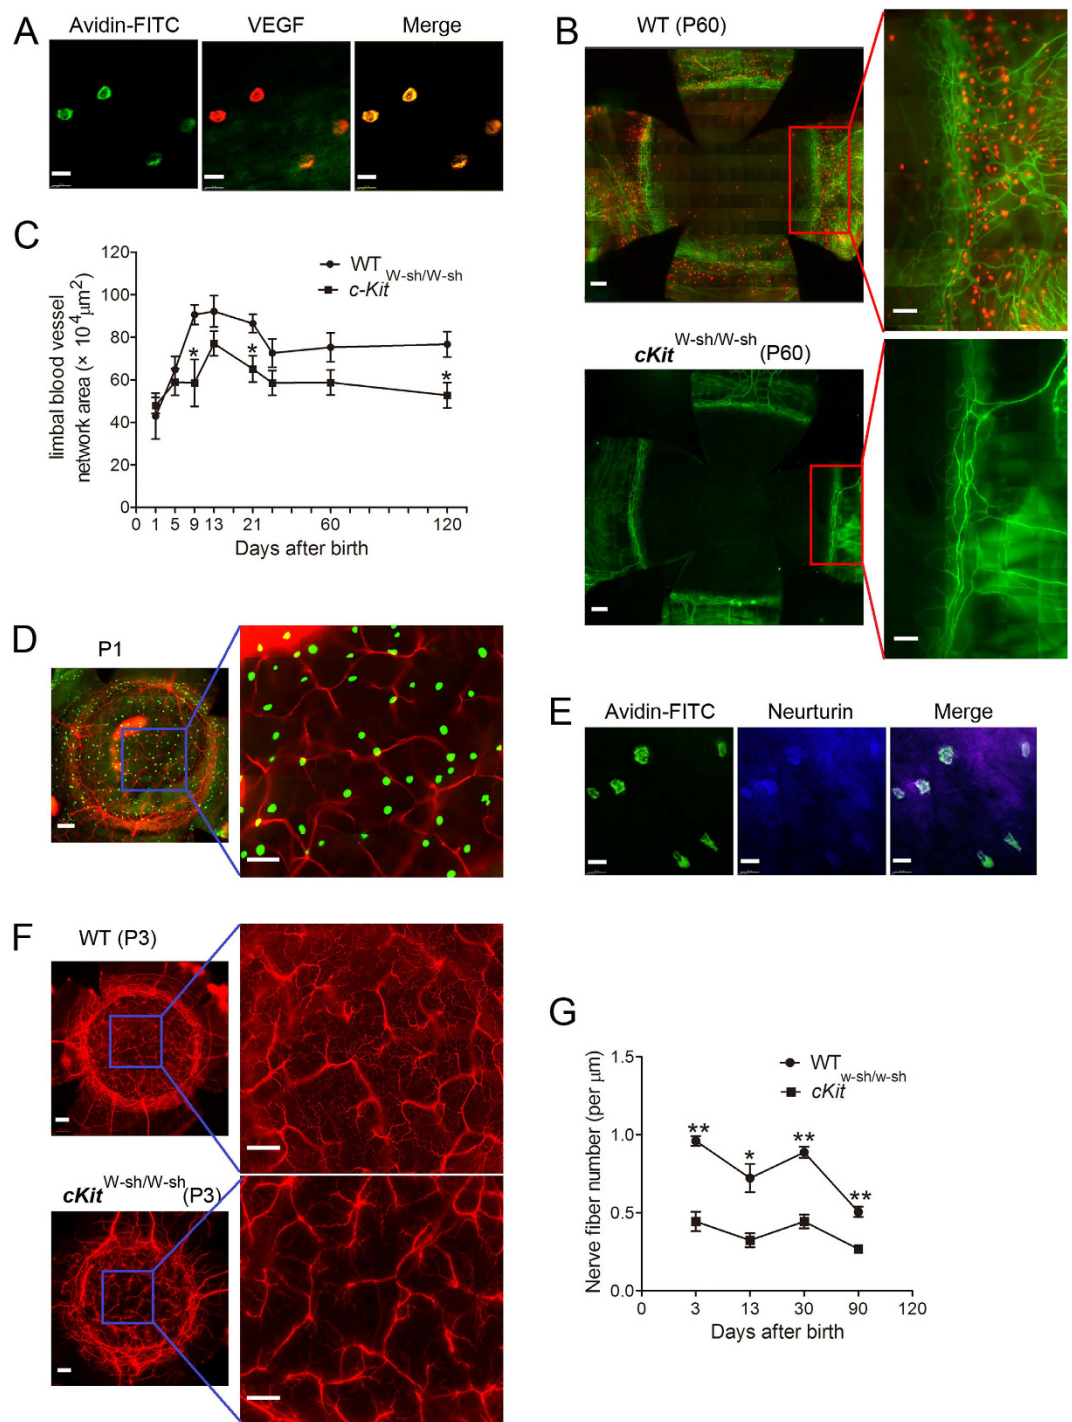 A
Avidin-FITC
VEGF
Merge
B
WT (P60)
cKit W-sh/W-sh (P60)
C
120
100
80
60
40
20
0
limbal blood vessel
network area (× 10⁴μm²)
WT
c-Kit W-sh/W-sh
*
*
*
0 1 5 9 13 21 60 120
Days after birth
D
P1
E
Avidin-FITC
Neurturin
Merge
F
WT (P3)
cKit W-sh/W-sh (P3)
G
1.5
1.0
0.5
0.0
Nerve fiber number (per μm)
WT
cKit w-sh/w-sh
**
*
**
**
0 3 13 30 90 120
Days after birth